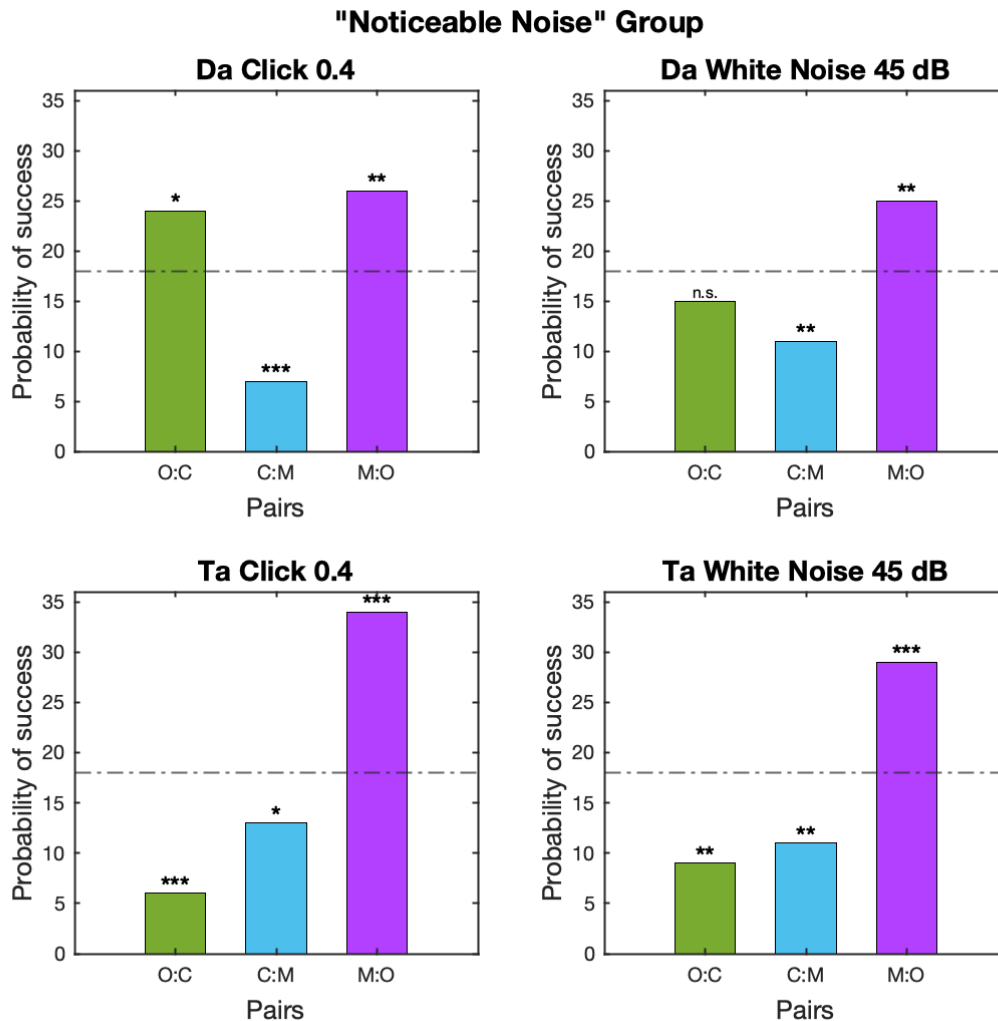 "Noticeable Noise" Group
Da Click 0.4
Probability of success
35
30
25
20
15
10
5
0
*
***
**
O:C C:M M:O
Pairs
Da White Noise 45 dB
Probability of success
35
30
25
20
15
10
5
0
n.s.
**
**
O:C C:M M:O
Pairs
Ta Click 0.4
Probability of success
35
30
25
20
15
10
5
0
***
*
***
O:C C:M M:O
Pairs
Ta White Noise 45 dB
Probability of success
35
30
25
20
15
10
5
0
**
**
***
O:C C:M M:O
Pairs